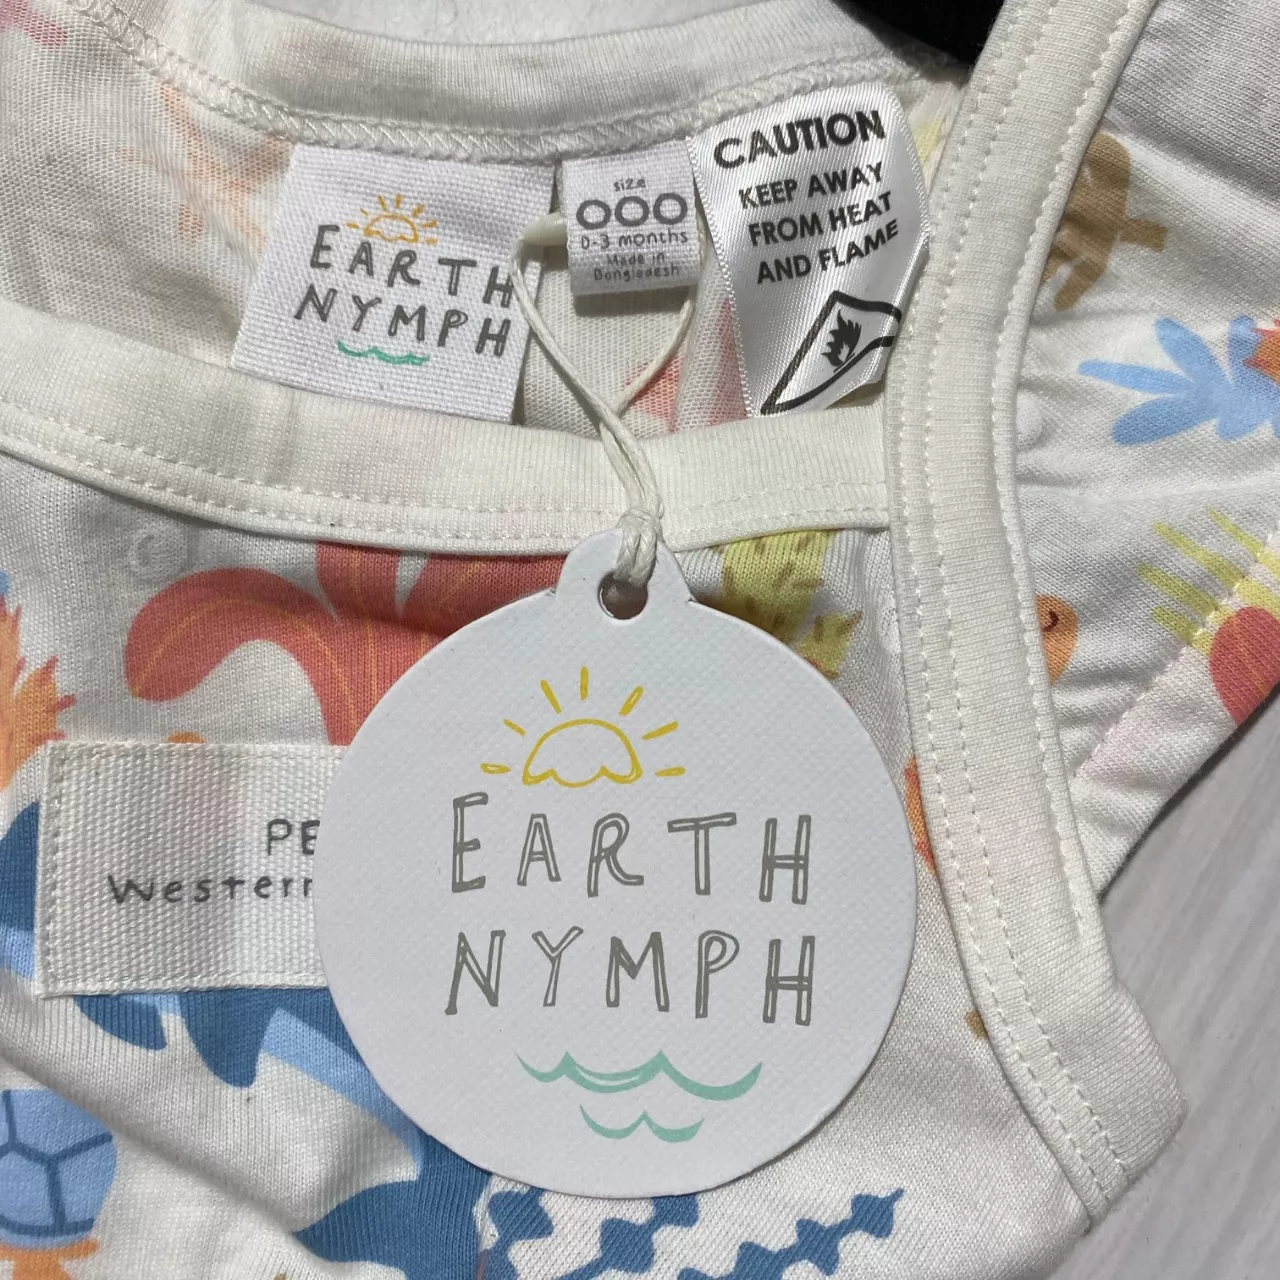 EARTH
NYMPH
size
000
0-3 months
Made in
Bangladesh
CAUTION
KEEP AWAY
FROM HEAT
AND FLAME
EARTH
NYMPH
PE
Western